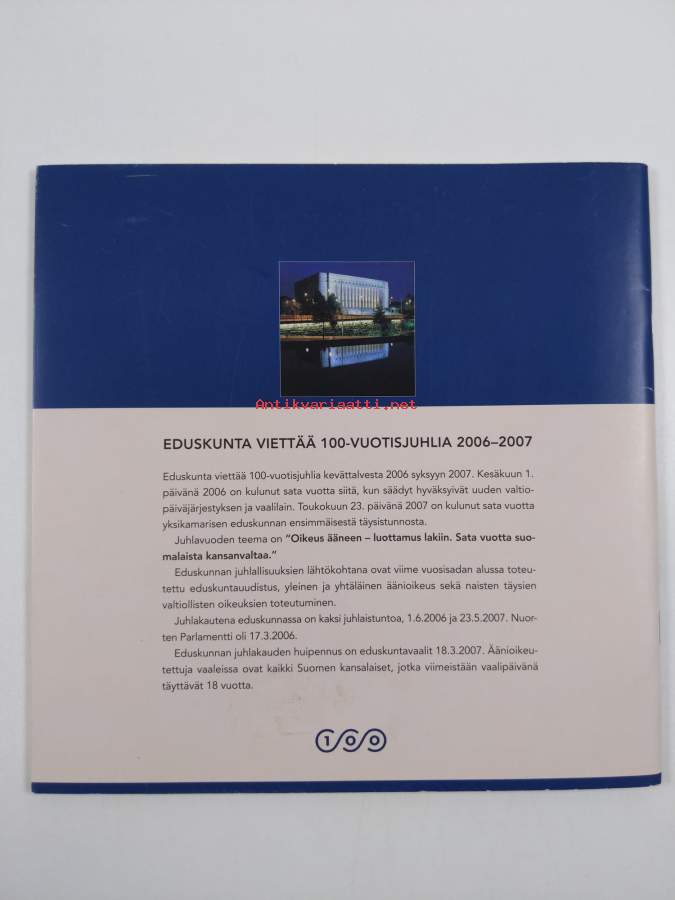 Antikvariaatti.net
EDUSKUNTA VIETTÄÄ 100-VUOTISJUHLIA 2006–2007
Eduskunta viettää 100-vuotisjuhlia kevättalvesta 2006 syksyyn 2007. Kesäkuun 1.
päivänä 2006 on kulunut sata vuotta siitä, kun säädyt hyväksyivät uuden valtio-
päiväjärjestyksen ja vaalilain. Toukokuun 23. päivänä 2007 on kulunut sata vuotta
yksikamarisen eduskunnan ensimmäisestä täysistunnosta.
Juhlavuoden teema on ”Oikeus ääneen – luottamus lakiin. Sata vuotta suo-
malaista kansanvaltaa.”
Eduskunnan juhlallisuuksien lähtökohtana ovat viime vuosisadan alussa toteu-
tettu eduskuntauudistus, yleinen ja yhtäläinen äänioikeus sekä naisten täysien
valtiollisten oikeuksien toteutuminen.
Juhlakautena eduskunnassa on kaksi juhlaistuntoa, 1.6.2006 ja 23.5.2007. Nuor-
ten Parlamentti oli 17.3.2006.
Eduskunnan juhlakauden huipennus on eduskuntavaalit 18.3.2007. Äänioikeu-
tettuja vaaleissa ovat kaikki Suomen kansalaiset, jotka viimeistään vaalipäivänä
täyttävät 18 vuotta.
100